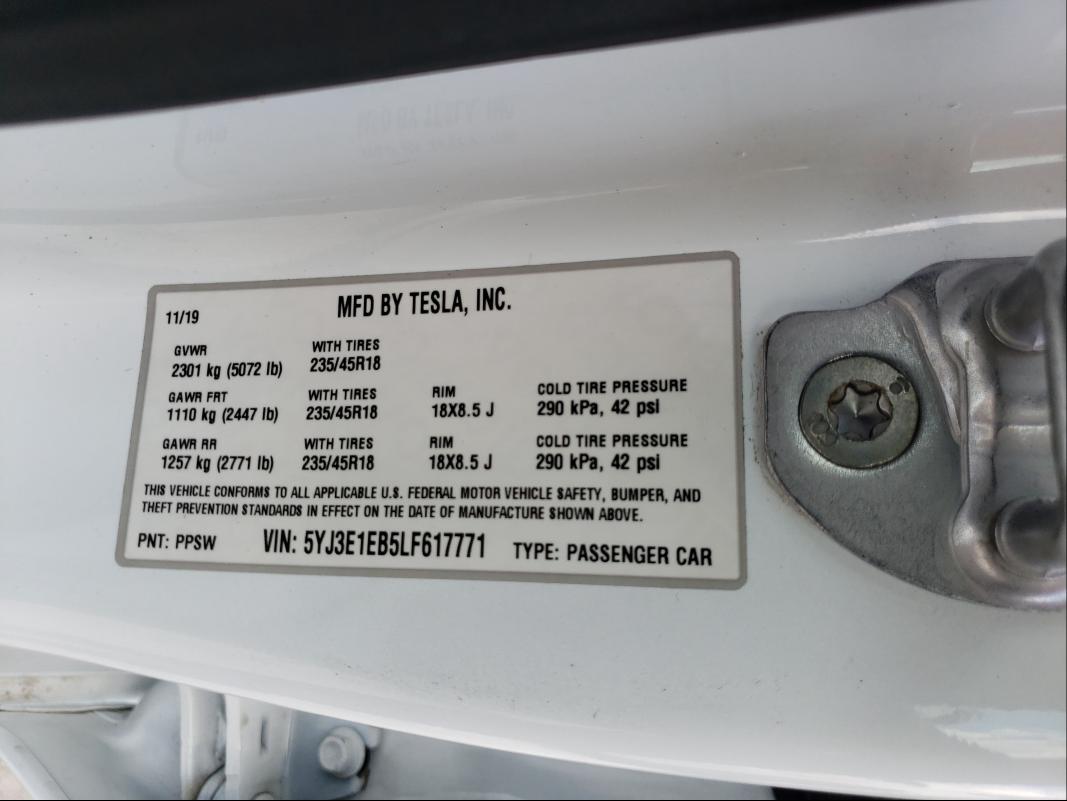 11/19 MFD BY TESLA, INC.
GVWR WITH TIRES
2301 kg (5072 lb) 235/45R18
GAWR FRT WITH TIRES RIM COLD TIRE PRESSURE
1110 kg (2447 lb) 235/45R18 18X8.5 J 290 kPa, 42 psi
GAWR RR WITH TIRES RIM COLD TIRE PRESSURE
1257 kg (2771 lb) 235/45R18 18X8.5 J 290 kPa, 42 psi
THIS VEHICLE CONFORMS TO ALL APPLICABLE U.S. FEDERAL MOTOR VEHICLE SAFETY, BUMPER, AND
THEFT PREVENTION STANDARDS IN EFFECT ON THE DATE OF MANUFACTURE SHOWN ABOVE.
PNT: PPSW VIN: 5YJ3E1EB5LF617771 TYPE: PASSENGER CAR